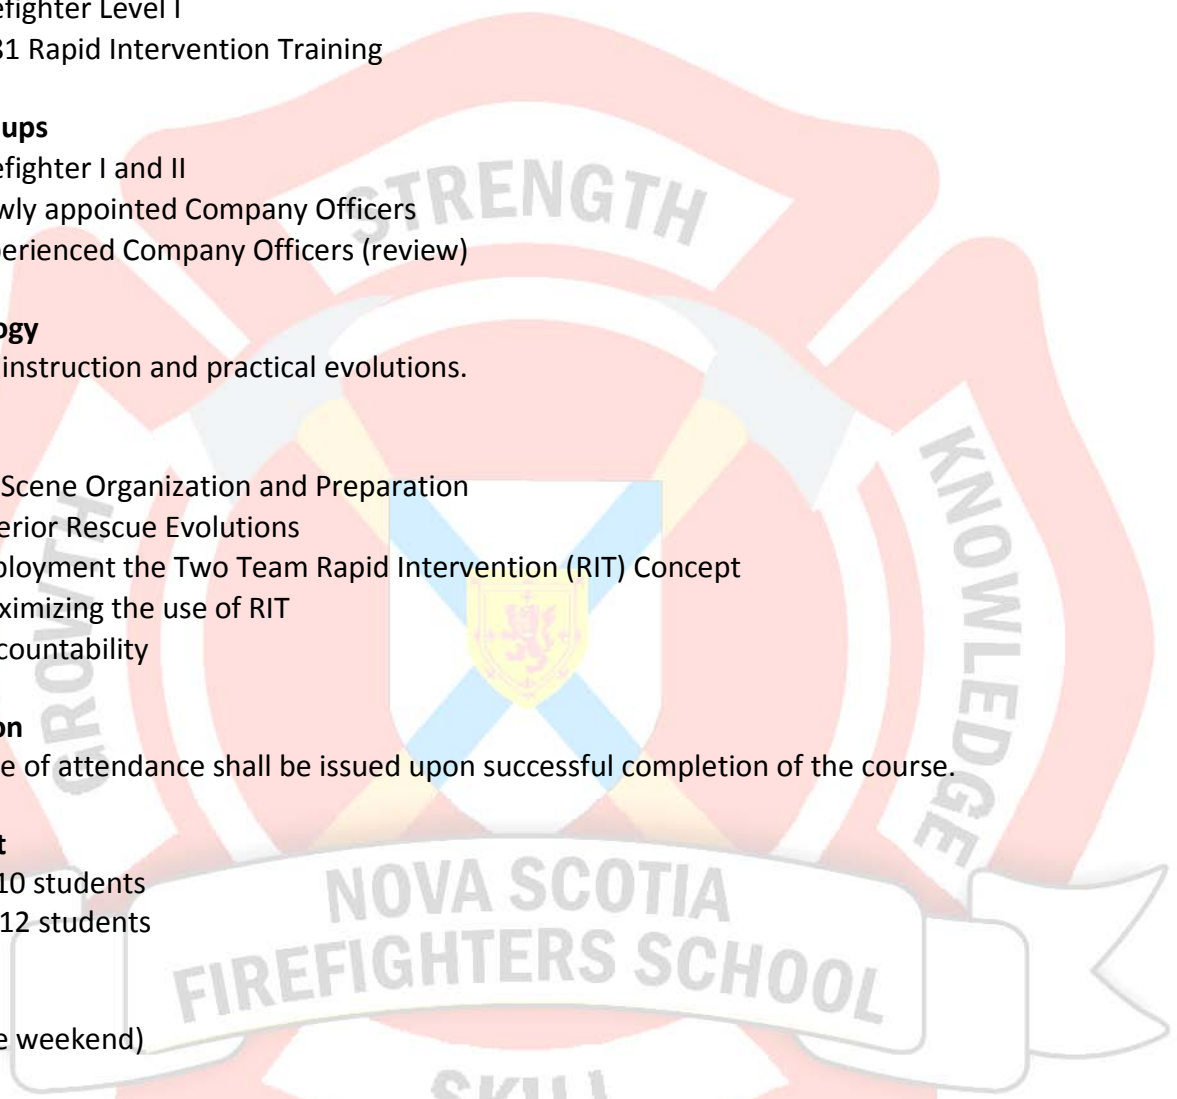 efighter Level I
31 Rapid Intervention Training
ups
efighter I and II
wly appointed Company Officers
perienced Company Officers (review)
ogy
instruction and practical evolutions.
Scene Organization and Preparation
erior Rescue Evolutions
ployment the Two Team Rapid Intervention (RIT) Concept
ximizing the use of RIT
countability
on
e of attendance shall be issued upon successful completion of the course.
t
10 students
12 students
e weekend)
STRENGTH
GROWTH
KNOWLEDGE
NOVA SCOTIA
FIREFIGHTERS SCHOOL
SKILL